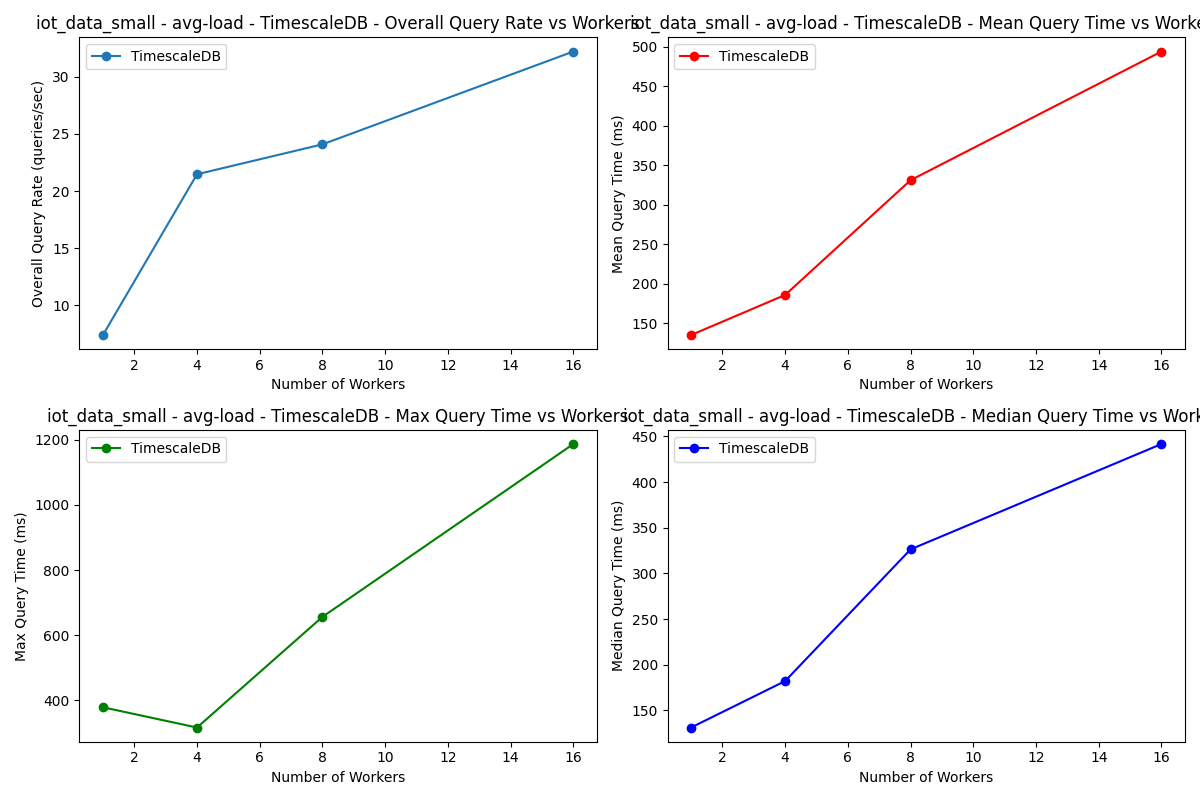 iot_data_small - avg-load - TimescaleDB - Overall Query Rate vs Workers
TimescaleDB
30
25
20
15
10
Overall Query Rate (queries/sec)
2 4 6 8 10 12 14 16
Number of Workers
iot_data_small - avg-load - TimescaleDB - Mean Query Time vs Worke
TimescaleDB
500
450
400
350
300
250
200
150
Mean Query Time (ms)
2 4 6 8 10 12 14 16
Number of Workers
iot_data_small - avg-load - TimescaleDB - Max Query Time vs Workers
TimescaleDB
1200
1000
800
600
400
Max Query Time (ms)
2 4 6 8 10 12 14 16
Number of Workers
iot_data_small - avg-load - TimescaleDB - Median Query Time vs Work
TimescaleDB
450
400
350
300
250
200
150
Median Query Time (ms)
2 4 6 8 10 12 14 16
Number of Workers